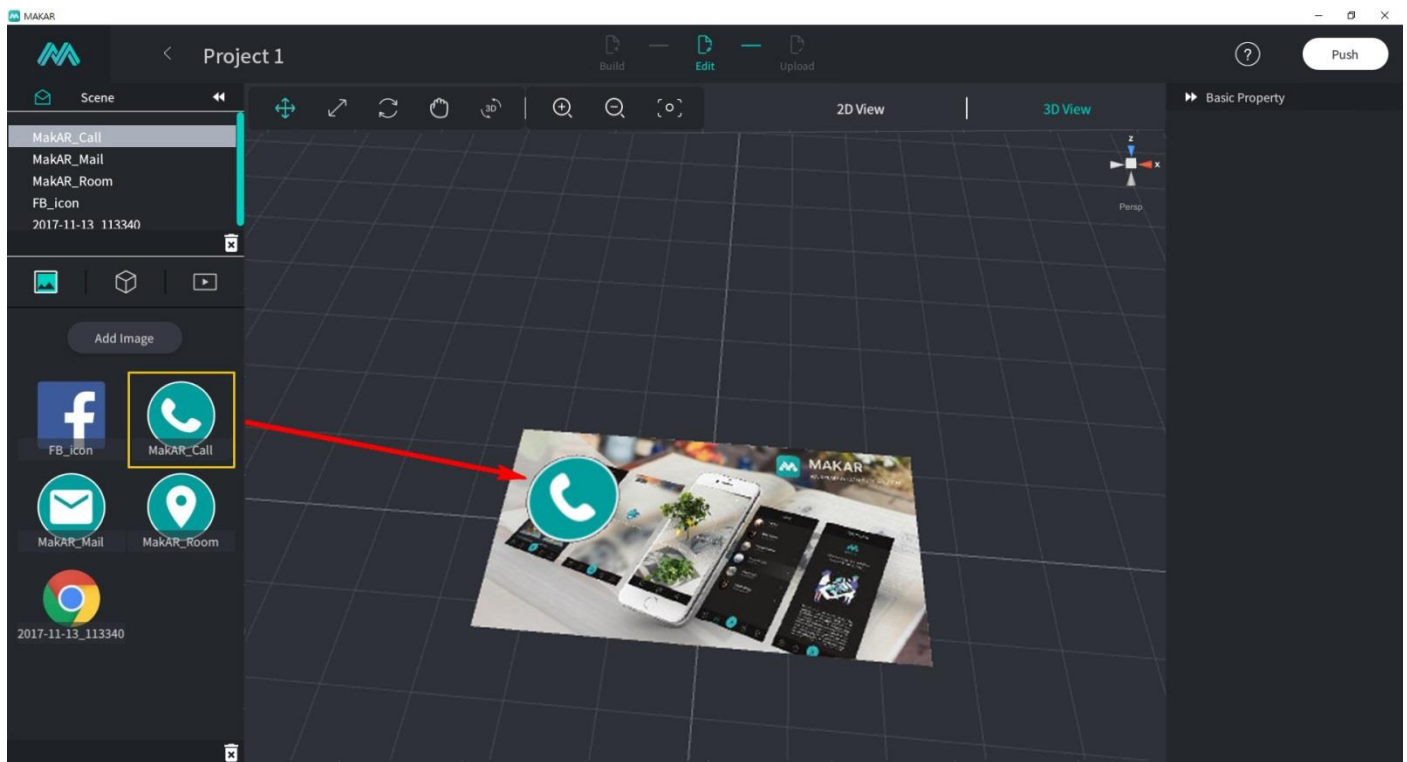 MAKAR
Project 1
Build
Edit
Upload
?
Push
Scene
3D
2D View
3D View
Basic Property
MakAR_Call
MakAR_Mail
MakAR_Room
FB_icon
2017-11-13_113340
z
x
Persp
Add Image
FB_icon
MakAR_Call
MakAR_Mail
MakAR_Room
2017-11-13_113340
MAKAR